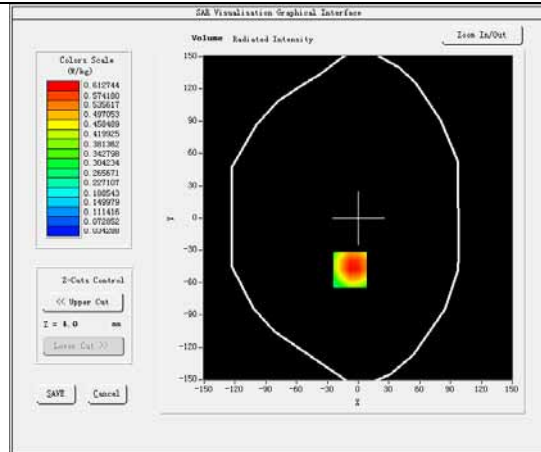 SAR Visualisation Graphical Interface
Volume Radiated Intensity
Zoom In/Out
Colors Scale
(W/kg)
0.612744
0.574180
0.535617
0.497053
0.458489
0.419925
0.381362
0.342798
0.304234
0.265671
0.227107
0.188543
0.149979
0.111416
0.072852
0.034288
Z-Cuts Control
<< Upper Cut
Z = 4.0 mm
Lower Cut >>
SAVE Cancel
150
120
90
60
30
0
-30
-60
-90
-120
-150
Y
-150 -120 -90 -60 -30 0 30 60 90 120 150
X